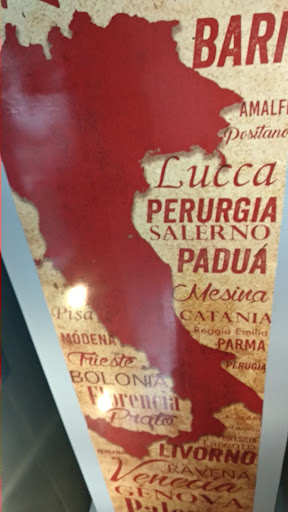 BARI
AMALFI
Positano
Lucca
PERURGIA
SALERNO
PADUÁ
Mesina
Pisa
CATANIA
Reggio Emilia
MODENA
PARMA
Trieste
PERUGIA
BOLONIA
Florencia
Prato
LIVORNO
RAVENA
Venecia
GENOVA